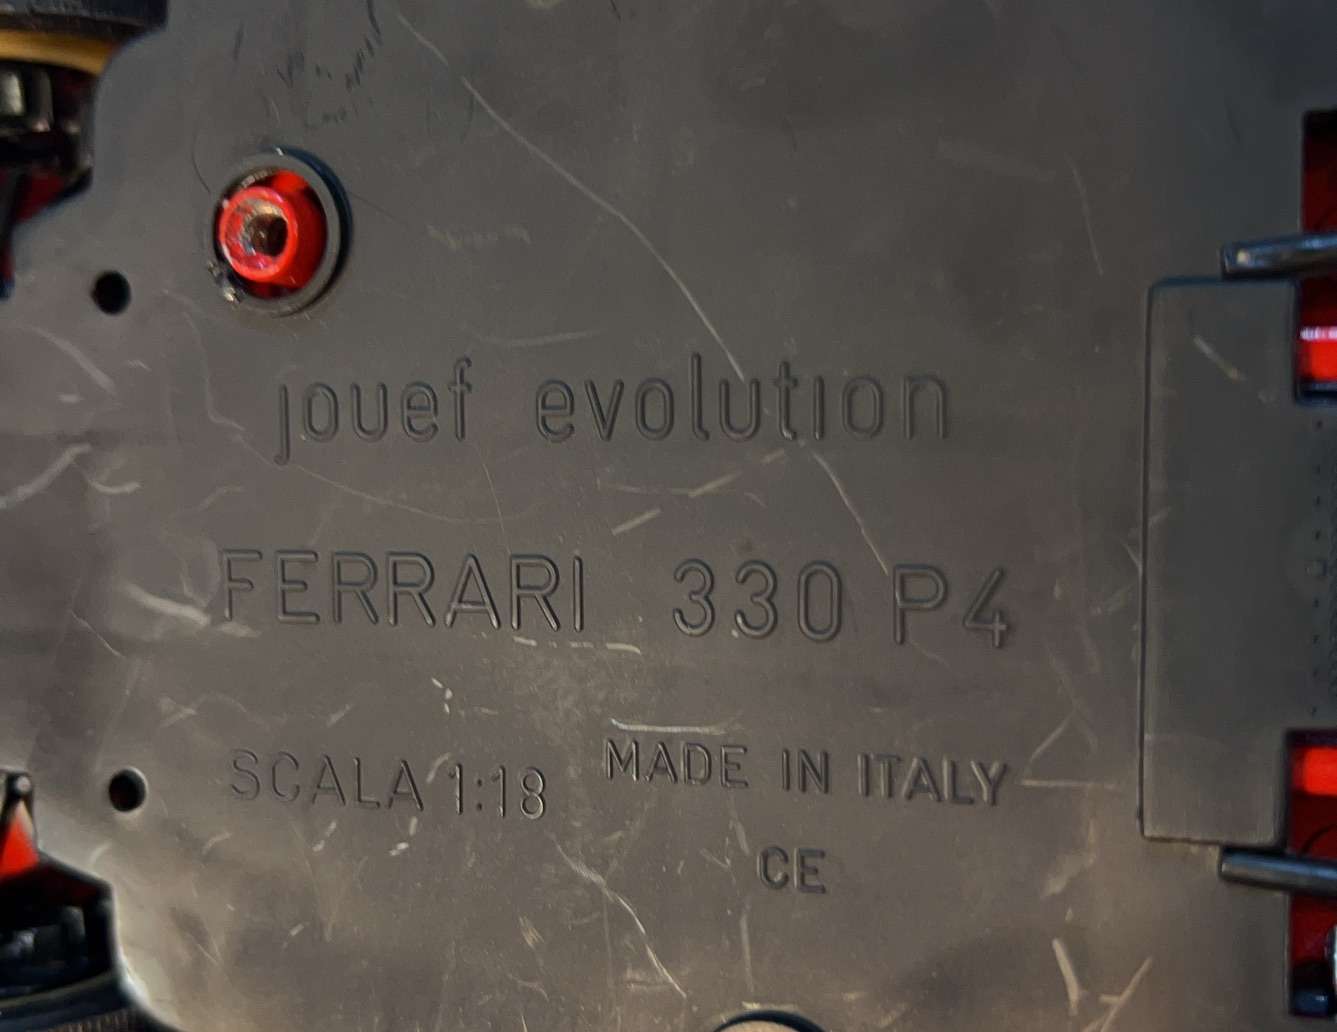 jouef evolution
FERRARI 330 P4
SCALA 1:18
MADE IN ITALY
CE